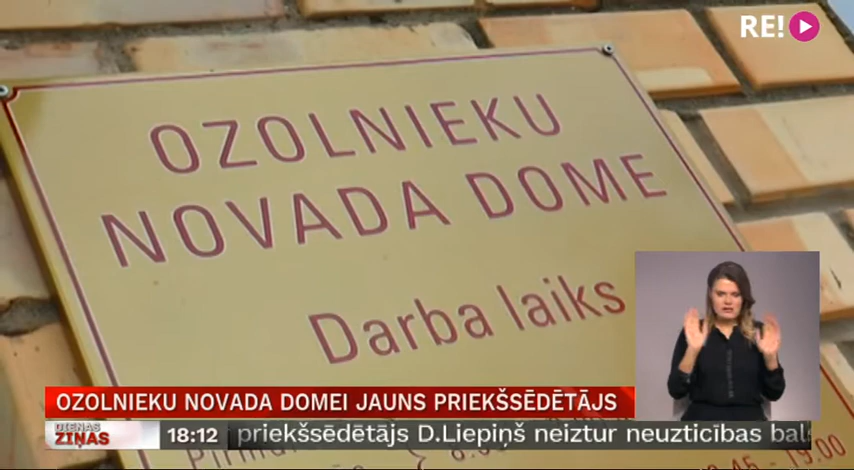 RE!
OZOLNIEKU
NOVADA DOME
Darba laiks
OZOLNIEKU NOVADA DOMEI JAUNS PRIEKŠSĒDĒTĀJS
DIENAS
ZIŅAS
18:12 priekšsēdētājs D.Liepiņš neiztur neuzticības bal